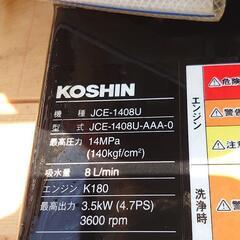 KOSHIN
機 種 JCE-1408U
型 式 JCE-1408U-AAA-0
最高圧力 14MPa
(140kgf/cm²)
吸水量 8 L/min
エンジン K180
最高出力 3.5kW (4.7PS)
3600 rpm
エンジン
洗浄時
危険
警告
注意
警